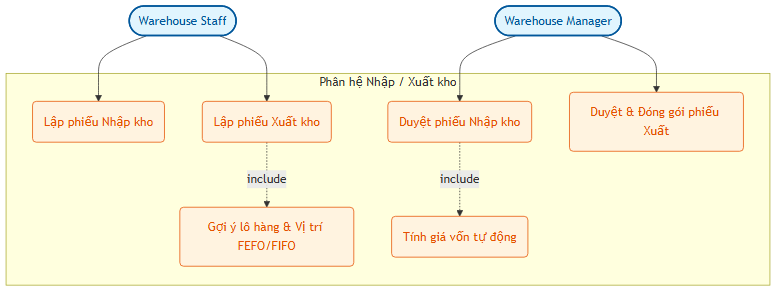 Warehouse Staff
Warehouse Manager
Phân hệ Nhập / Xuất kho
Lập phiếu Nhập kho
Lập phiếu Xuất kho
Duyệt phiếu Nhập kho
Duyệt & Đóng gói phiếu
Xuất
include
include
Gợi ý lô hàng & Vị trí
FEFO/FIFO
Tính giá vốn tự động